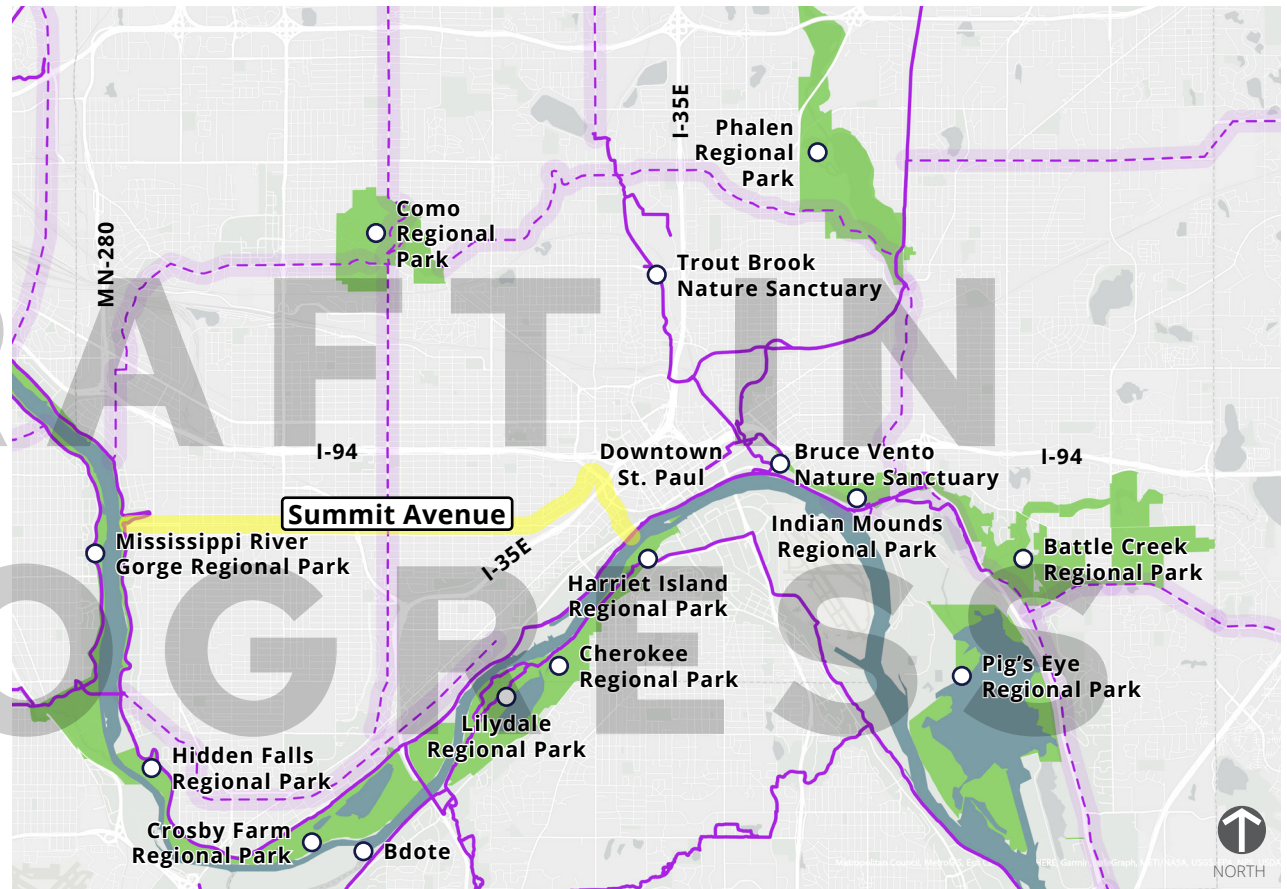 I-35E
Phalen
Regional
Park
Como
Regional
Park
MN-280
Trout Brook
Nature Sanctuary
RAFT IN
I-94
Downtown
St. Paul
Bruce Vento
Nature Sanctuary
I-94
Summit Avenue
Indian Mounds
Regional Park
Mississippi River
Gorge Regional Park
I-35E
Harriet Island
Regional Park
Battle Creek
Regional Park
OGRESS
Cherokee
Regional Park
Pig's Eye
Regional Park
Lilydale
Regional Park
Hidden Falls
Regional Park
Crosby Farm
Regional Park
Bdote
NORTH